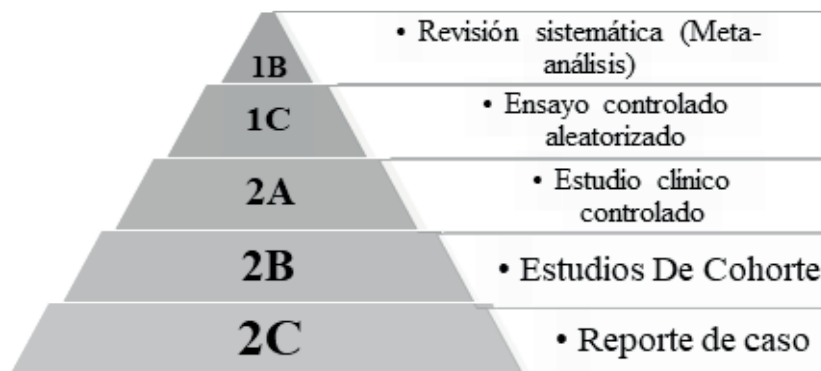 1B
• Revisión sistemática (Meta-
análisis)
1C
• Ensayo controlado
aleatorizado
2A
• Estudio clínico
controlado
2B
• Estudios De Cohorte
2C
• Reporte de caso